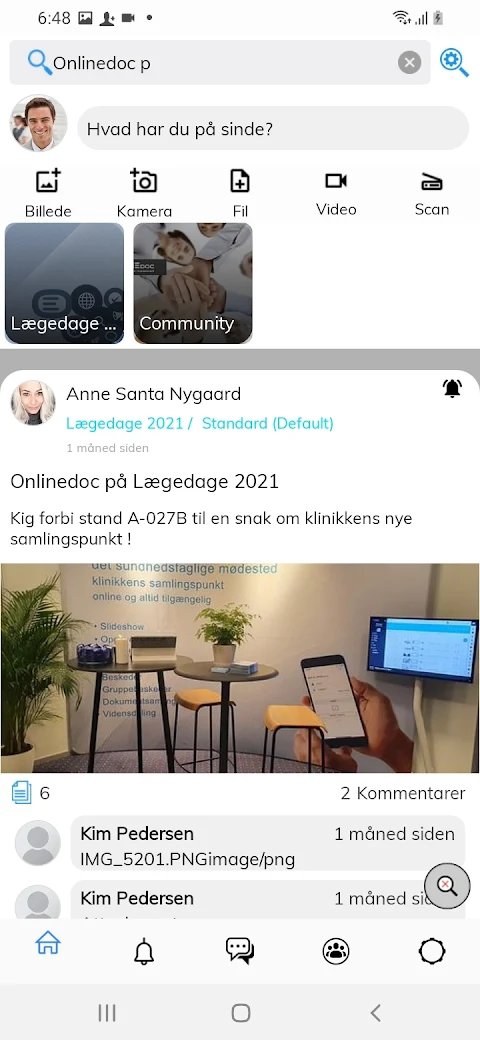 6:48
Onlinedoc p
Hvad har du på sinde?
Billede
Kamera
Fil
Video
Scan
Lægedage ...
Community
Anne Santa Nygaard
Lægedage 2021 / Standard (Default)
1 måned siden
Onlinedoc på Lægedage 2021
Kig forbi stand A-027B til en snak om klinikkens nye
samlingspunkt !
det sundhedsfaglige mødested
klinikkens samlingspunkt
online og altid tilgængelig
• Slideshow
Beskeder
Gruppebeskeder
• Vidensdeling
6
2 Kommentarer
Kim Pedersen
1 måned siden
IMG_5201.PNGimage/png
Kim Pedersen
1 måned